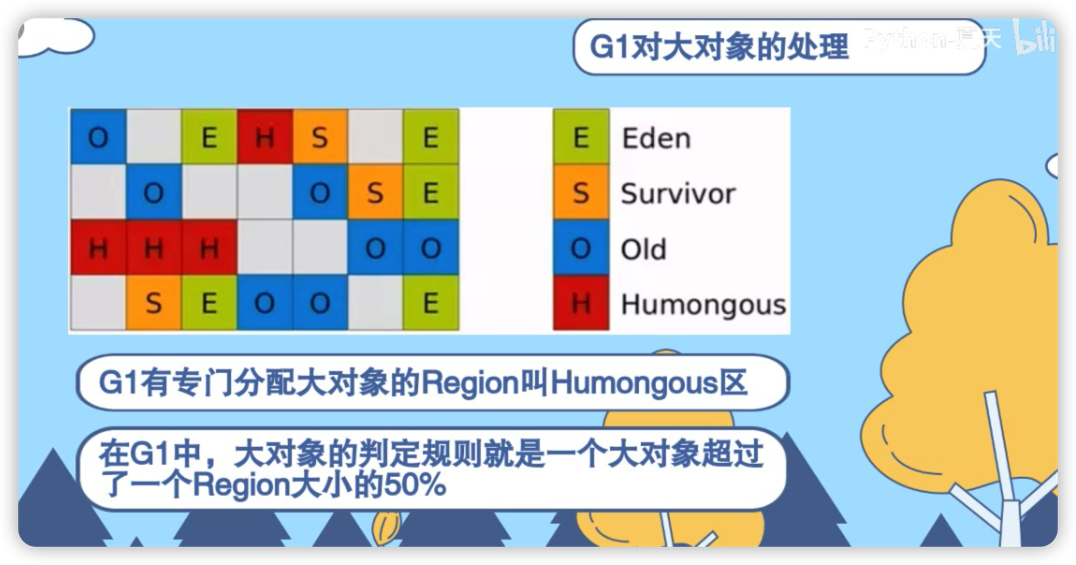 G1对大对象的处理
O E H S E
E Eden
O O S E
S Survivor
H H H O O
O Old
S E O O E
H Humongous
G1有专门分配大对象的Region叫Humongous区
在G1中，大对象的判定规则就是一个大对象超过
了一个Region大小的50%